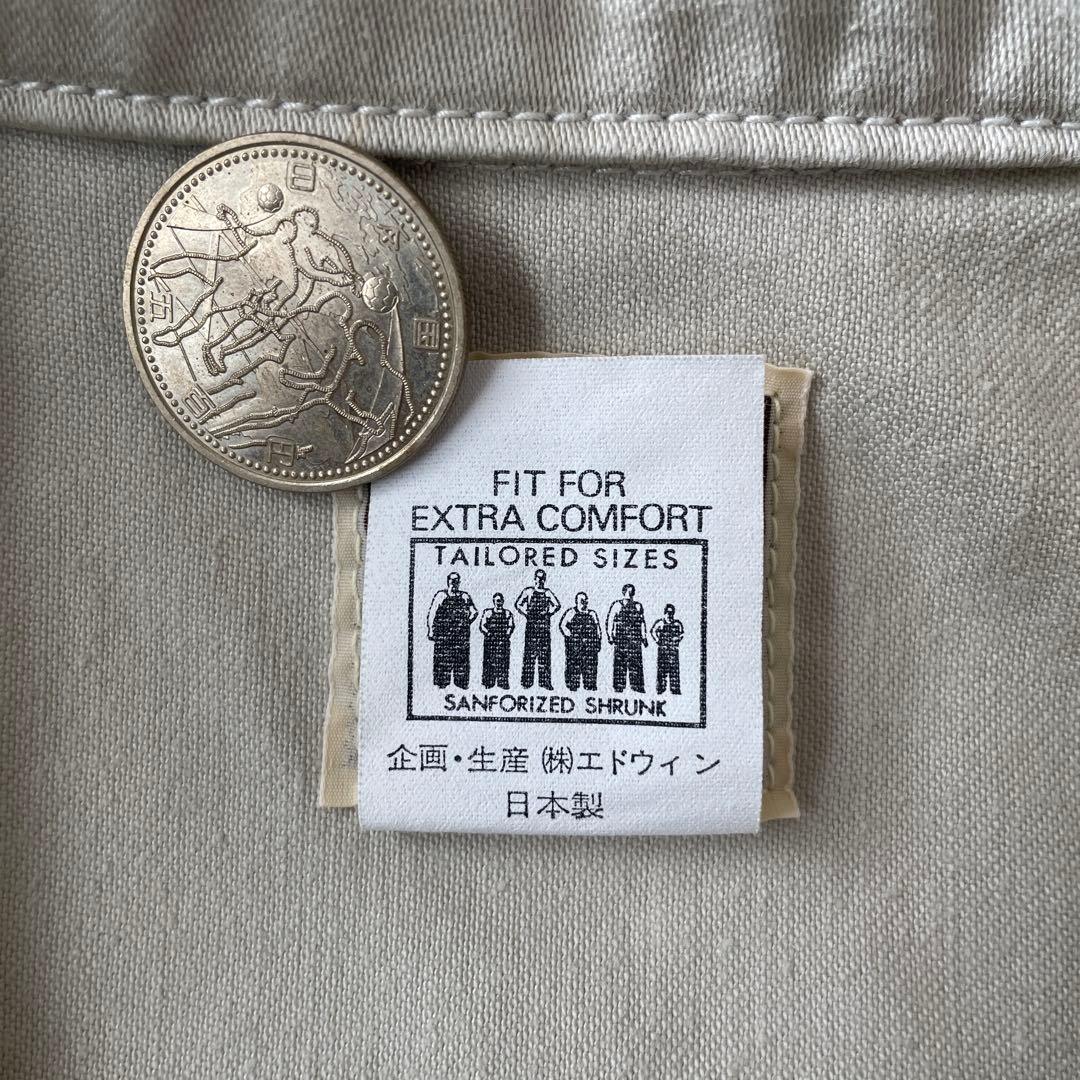 日本国
五百円
FIT FOR
EXTRA COMFORT
TAILORED SIZES
SANFORIZED SHRUNK
企画・生産 ㈱エドウィン
日本製